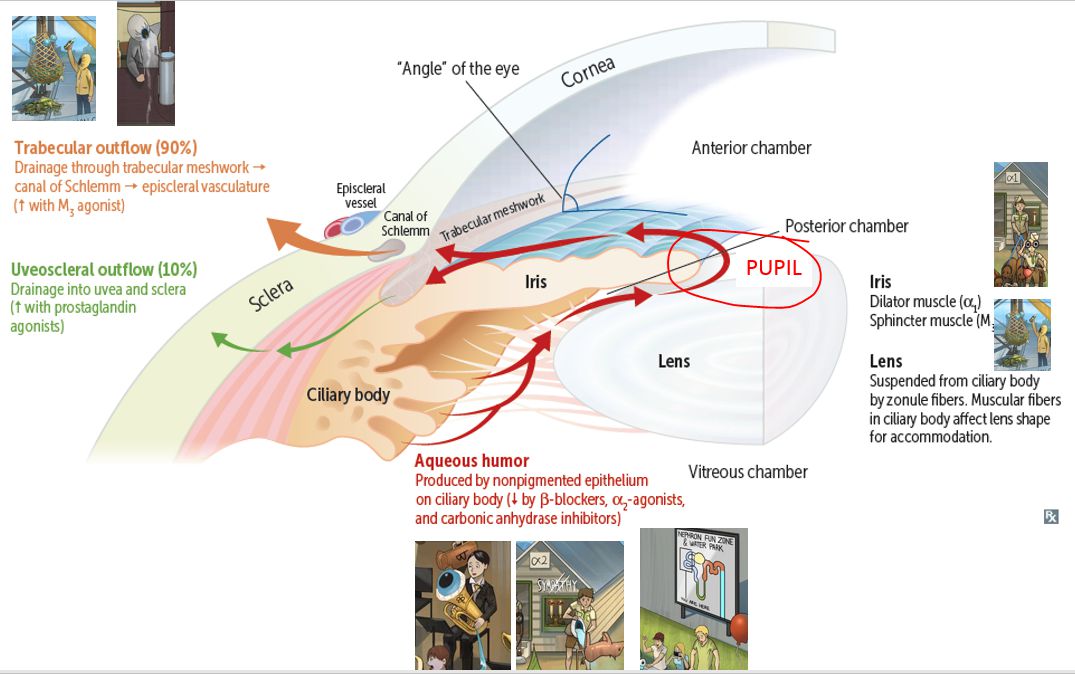 Trabecular outflow (90%)
Drainage through trabecular meshwork →
canal of Schlemm → episcleral vasculature
(↑ with M₃ agonist)
Uveoscleral outflow (10%)
Drainage into uvea and sclera
(↑ with prostaglandin
agonists)
"Angle" of the eye
Cornea
Anterior chamber
Episcleral
vessel
Canal of
Schlemm
Trabecular meshwork
Posterior chamber
PUPIL
Sclera
Iris
Lens
Ciliary body
Vitreous chamber
Aqueous humor
Produced by nonpigmented epithelium
on ciliary body (↓ by β-blockers, α₂-agonists,
and carbonic anhydrase inhibitors)
α1
Iris
Dilator muscle (α₁)
Sphincter muscle (M₃
Lens
Suspended from ciliary body
by zonule fibers. Muscular fibers
in ciliary body affect lens shape
for accommodation.
Rx
α2
SYMPATHY
NEPHRON FUN ZONE
& WATER PARK
YOU ARE HERE